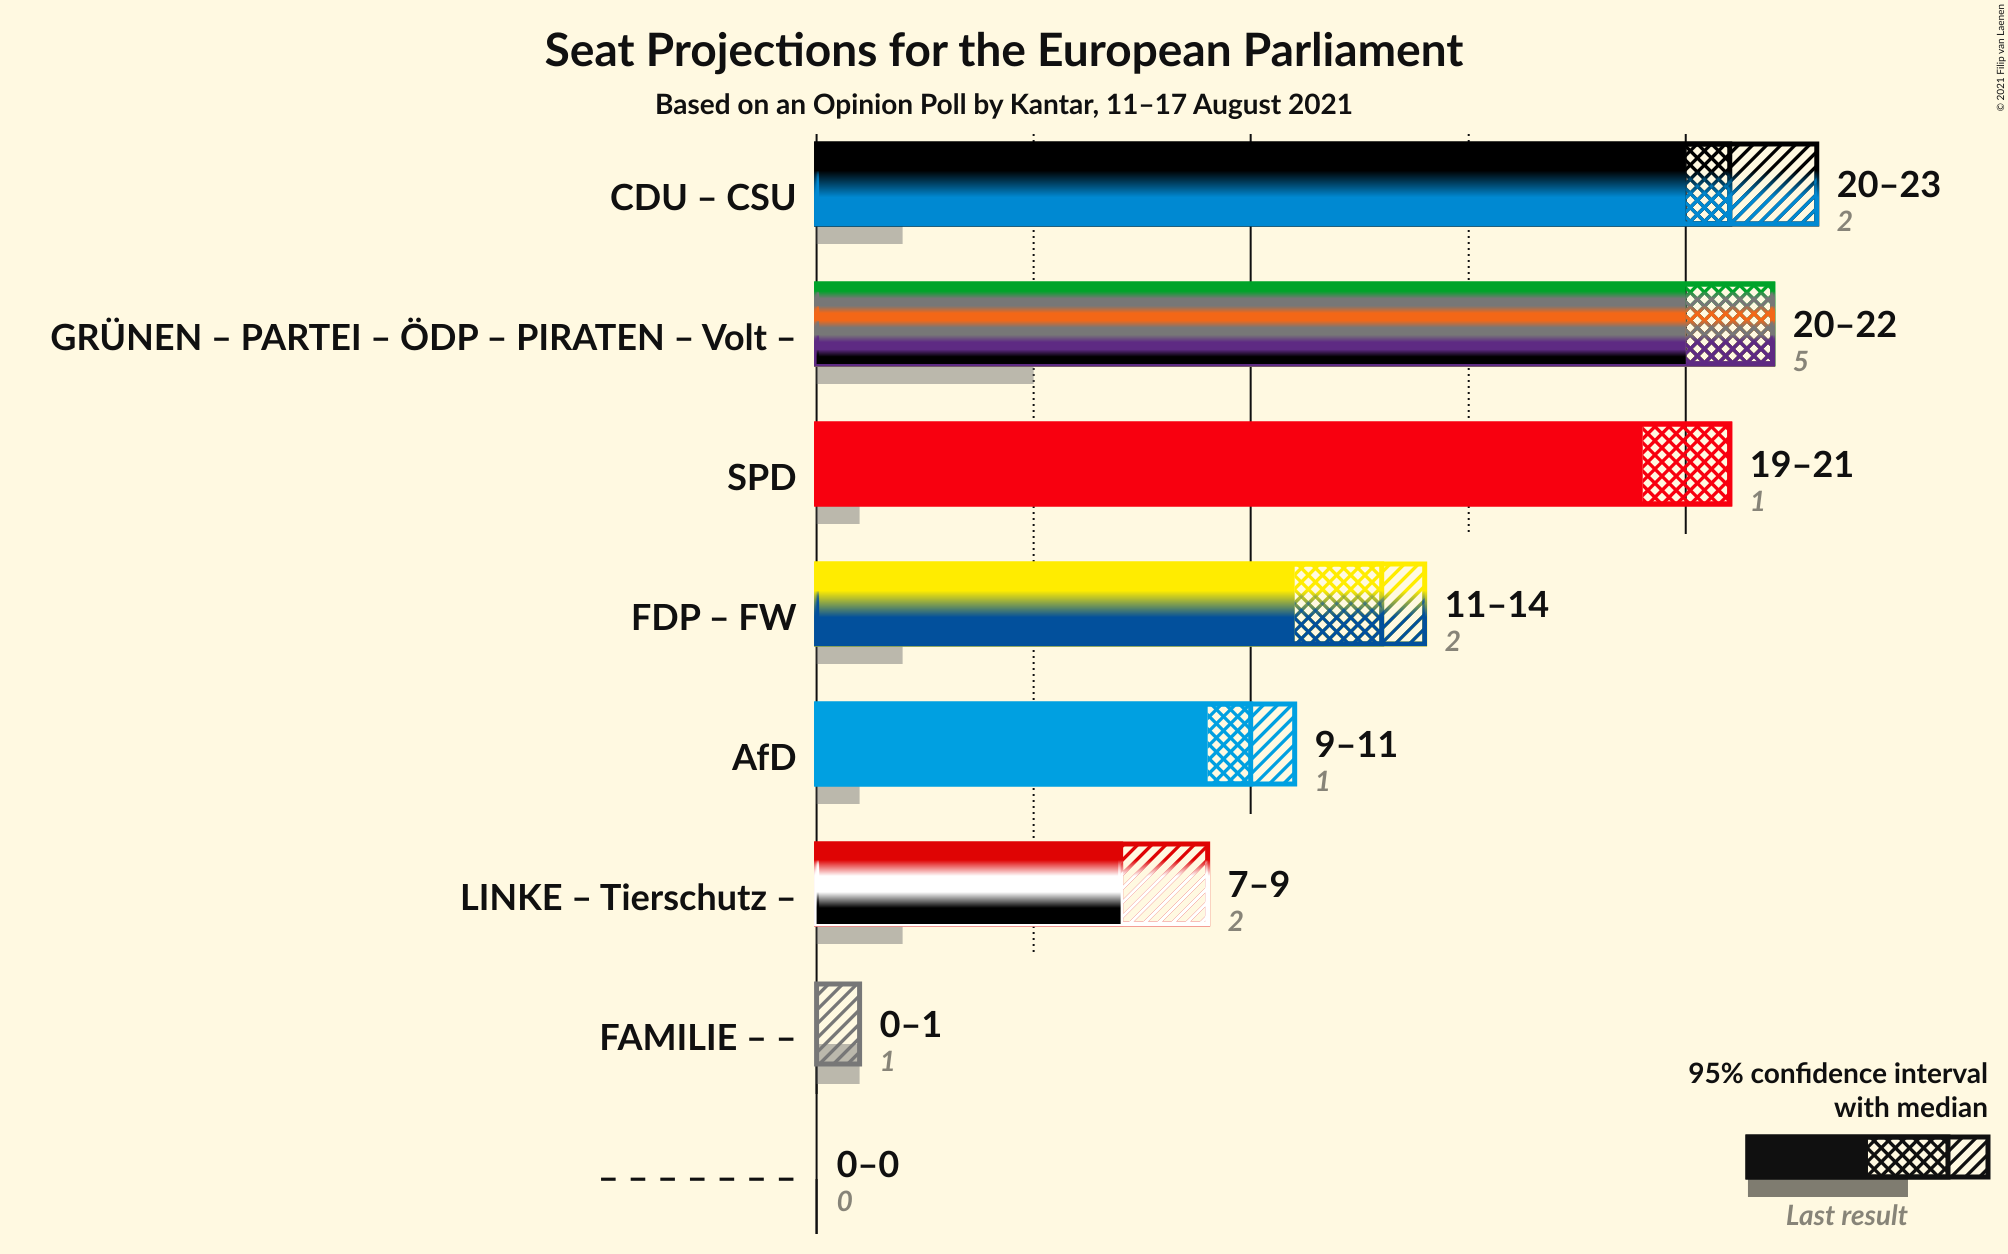 Seat Projections for the European Parliament
Based on an Opinion Poll by Kantar, 11–17 August 2021
© 2021 Filip van Laenen
CDU – CSU
20–23
2
GRÜNEN – PARTEI – ÖDP – PIRATEN – Volt –
20–22
5
SPD
19–21
1
FDP – FW
11–14
2
AfD
9–11
1
LINKE – Tierschutz –
7–9
2
FAMILIE – –
0–1
1
– – – – – – –
0–0
0
95% confidence interval
with median
Last result